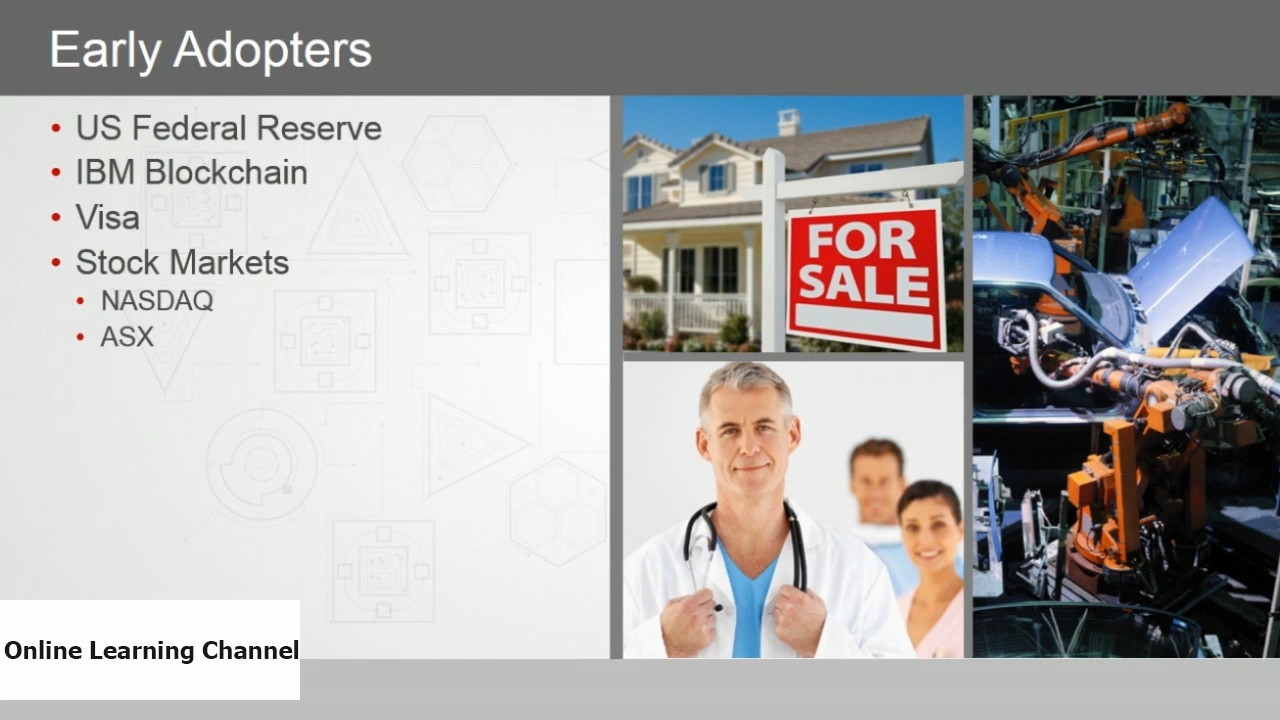 Early Adopters
• US Federal Reserve
• IBM Blockchain
• Visa
• Stock Markets
• NASDAQ
• ASX
FOR
SALE
Online Learning Channel